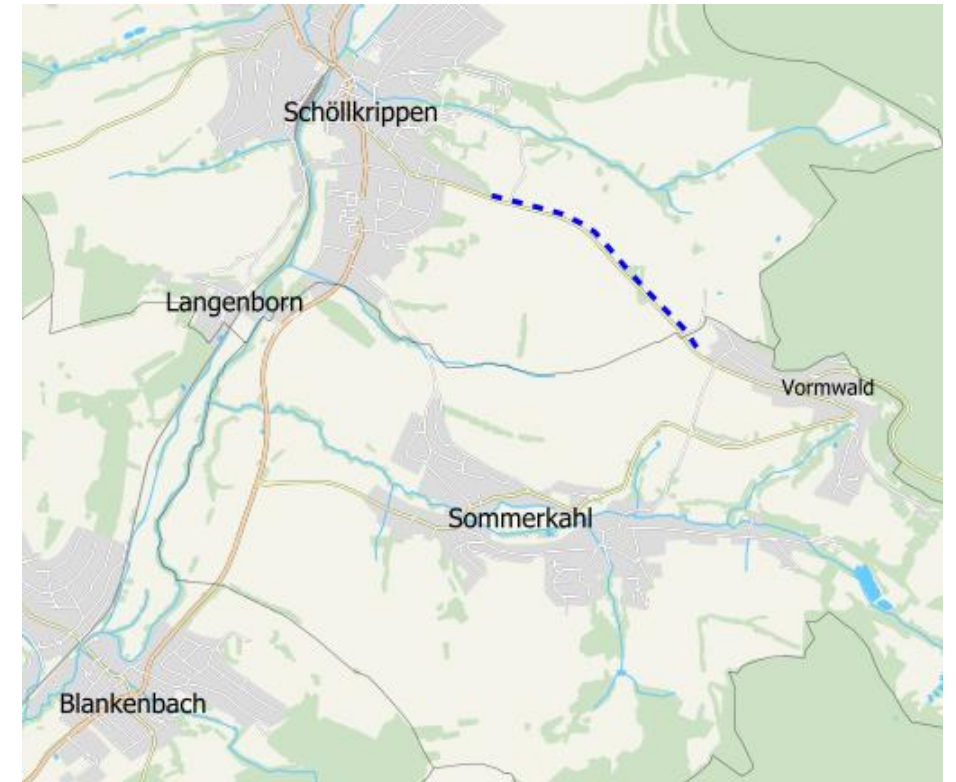 Schöllkrippen
Langenborn
Vormwald
Sommerkahl
Blankenbach